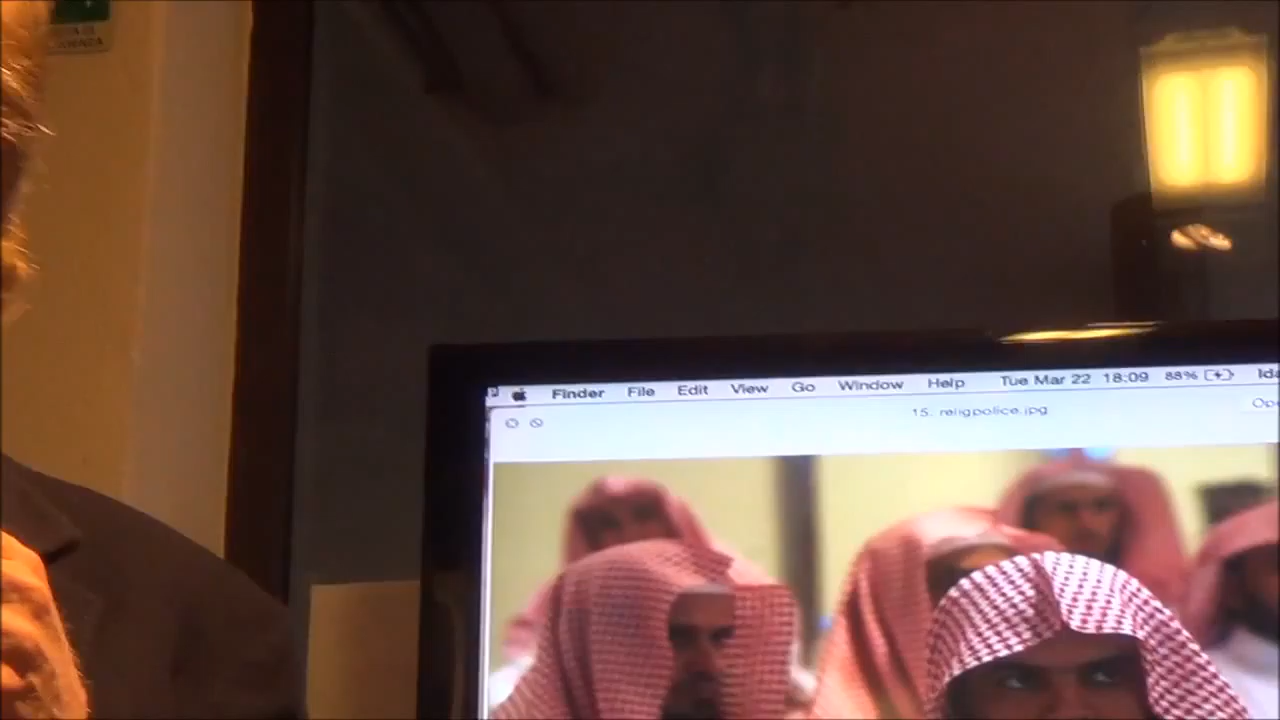 Finder File Edit View Go Window Help Tue Mar 22 18:09 88%
15. religpolice.jpg